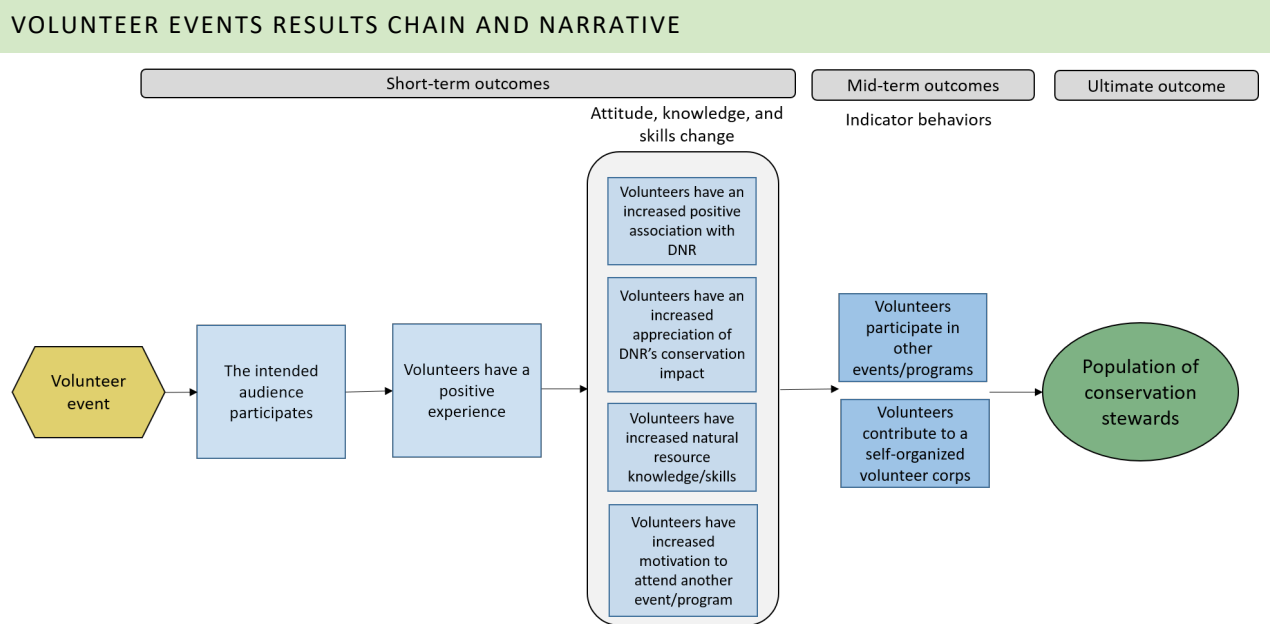 VOLUNTEER EVENTS RESULTS CHAIN AND NARRATIVE
Short-term outcomes
Mid-term outcomes
Ultimate outcome
Attitude, knowledge, and
skills change
Indicator behaviors
Volunteer
event
The intended
audience
participates
Volunteers have a
positive
experience
Volunteers have an
increased positive
association with
DNR
Volunteers have an
increased
appreciation of
DNR’s conservation
impact
Volunteers have
increased natural
resource
knowledge/skills
Volunteers have
increased
motivation to
attend another
event/program
Volunteers
participate in
other
events/programs
Volunteers
contribute to a
self-organized
volunteer corps
Population of
conservation
stewards